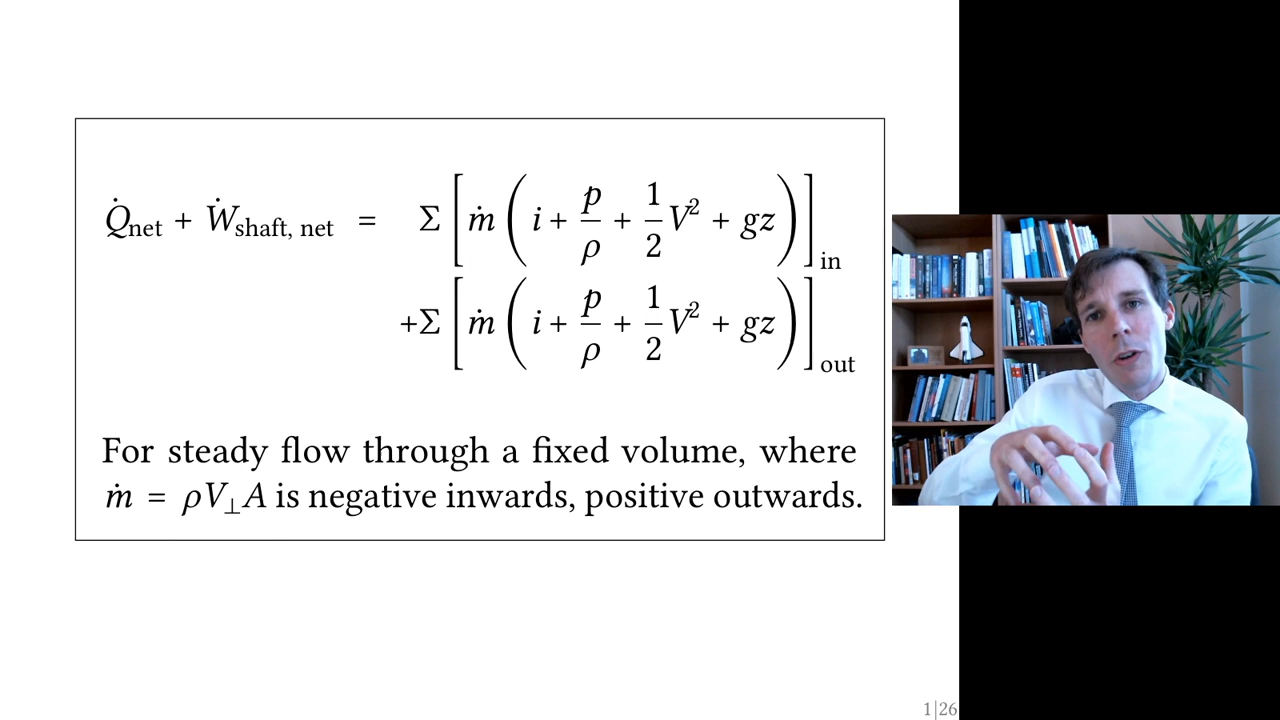 Q̇net + Ẇshaft, net = Σ [ṁ (i + p/ρ + 1/2 V² + gz)]in
+Σ [ṁ (i + p/ρ + 1/2 V² + gz)]out
For steady flow through a fixed volume, where
ṁ = ρV⊥A is negative inwards, positive outwards.
1|26